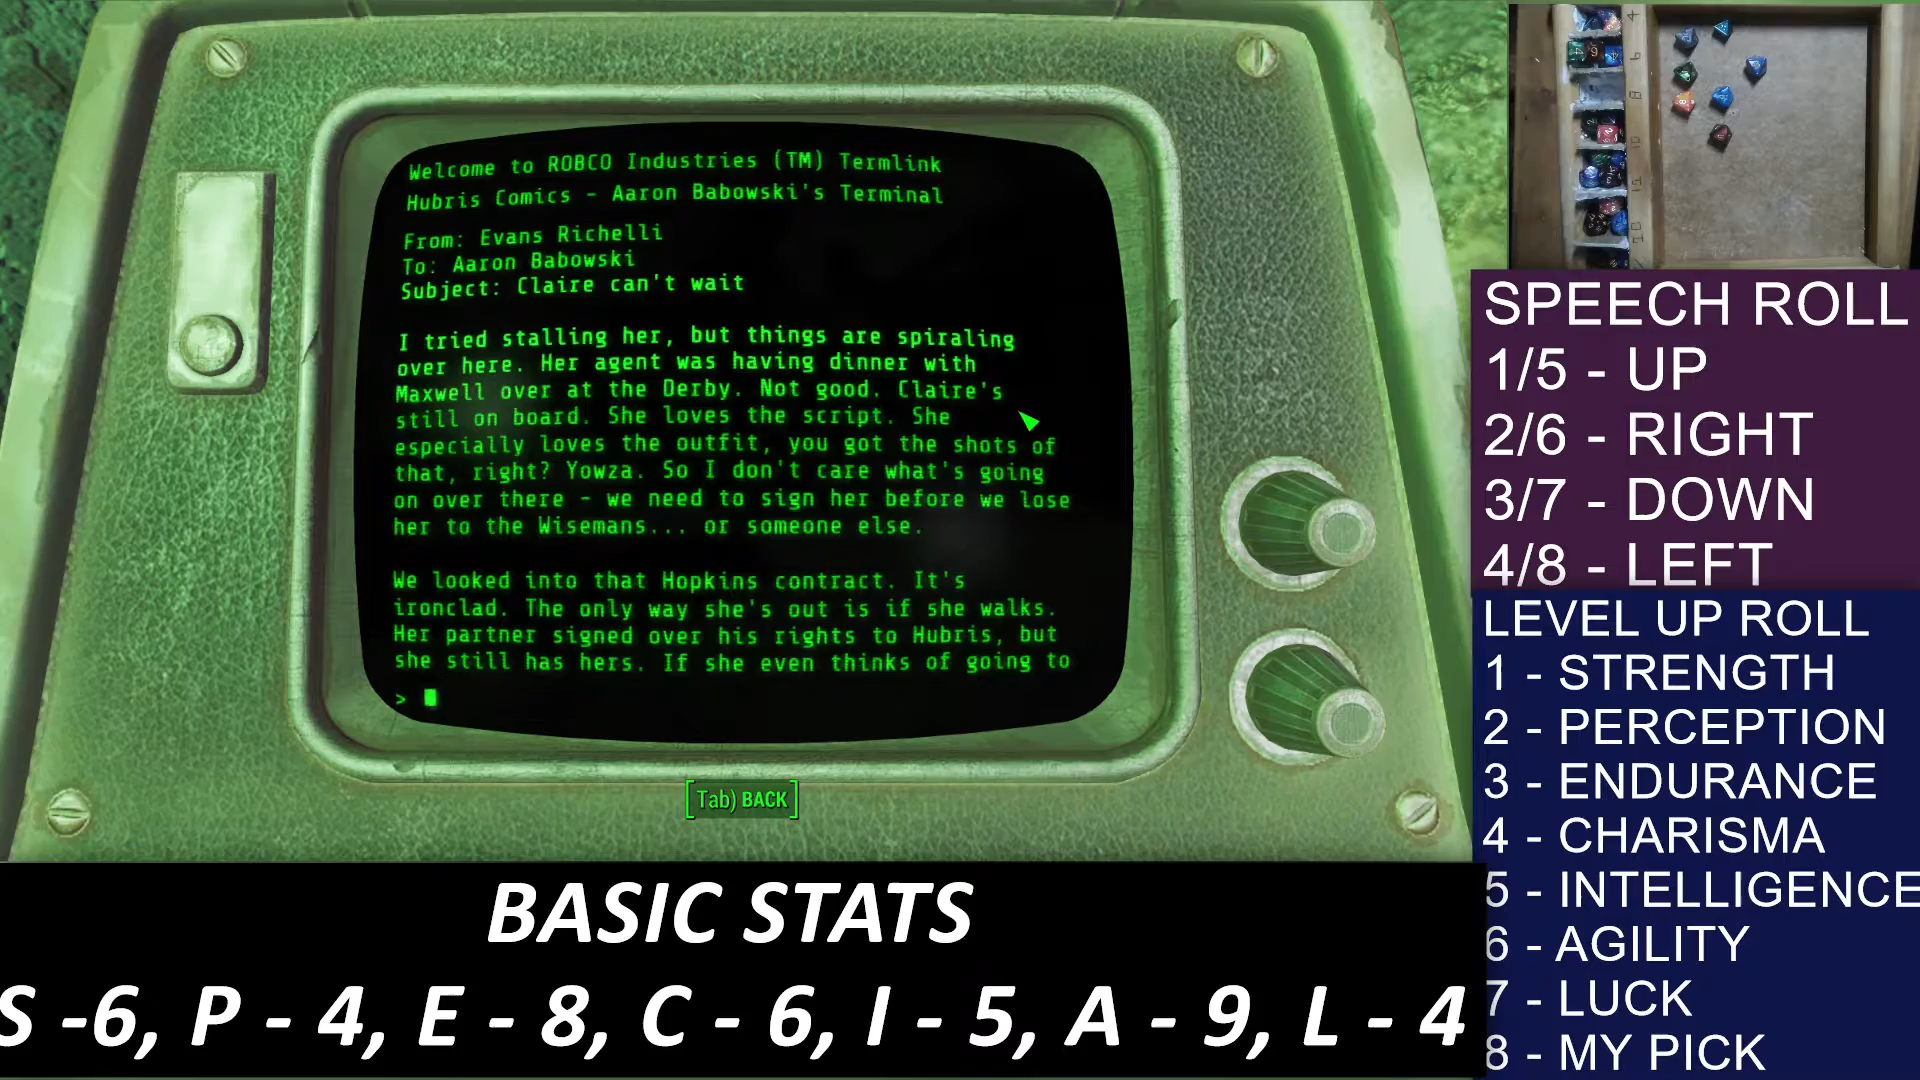 Welcome to ROBCO Industries (TM) Termlink
Hubris Comics - Aaron Babowski's Terminal
From: Evans Richelli
To: Aaron Babowski
Subject: Claire can't wait
I tried stalling her, but things are spiraling
over here. Her agent was having dinner with
Maxwell over at the Derby. Not good. Claire's
still on board. She loves the script. She
especially loves the outfit, you got the shots of
that, right? Yowza. So I don't care what's going
on over there - we need to sign her before we lose
her to the Wisemans... or someone else.
We looked into that Hopkins contract. It's
ironclad. The only way she's out is if she walks.
Her partner signed over his rights to Hubris, but
she still has hers. If she even thinks of going to
>
Tab) BACK
SPEECH ROLL
1/5 - UP
2/6 - RIGHT
3/7 - DOWN
4/8 - LEFT
LEVEL UP ROLL
1 - STRENGTH
2 - PERCEPTION
3 - ENDURANCE
4 - CHARISMA
5 - INTELLIGENCE
6 - AGILITY
7 - LUCK
8 - MY PICK
BASIC STATS
S -6, P - 4, E - 8, C - 6, I - 5, A - 9, L - 4